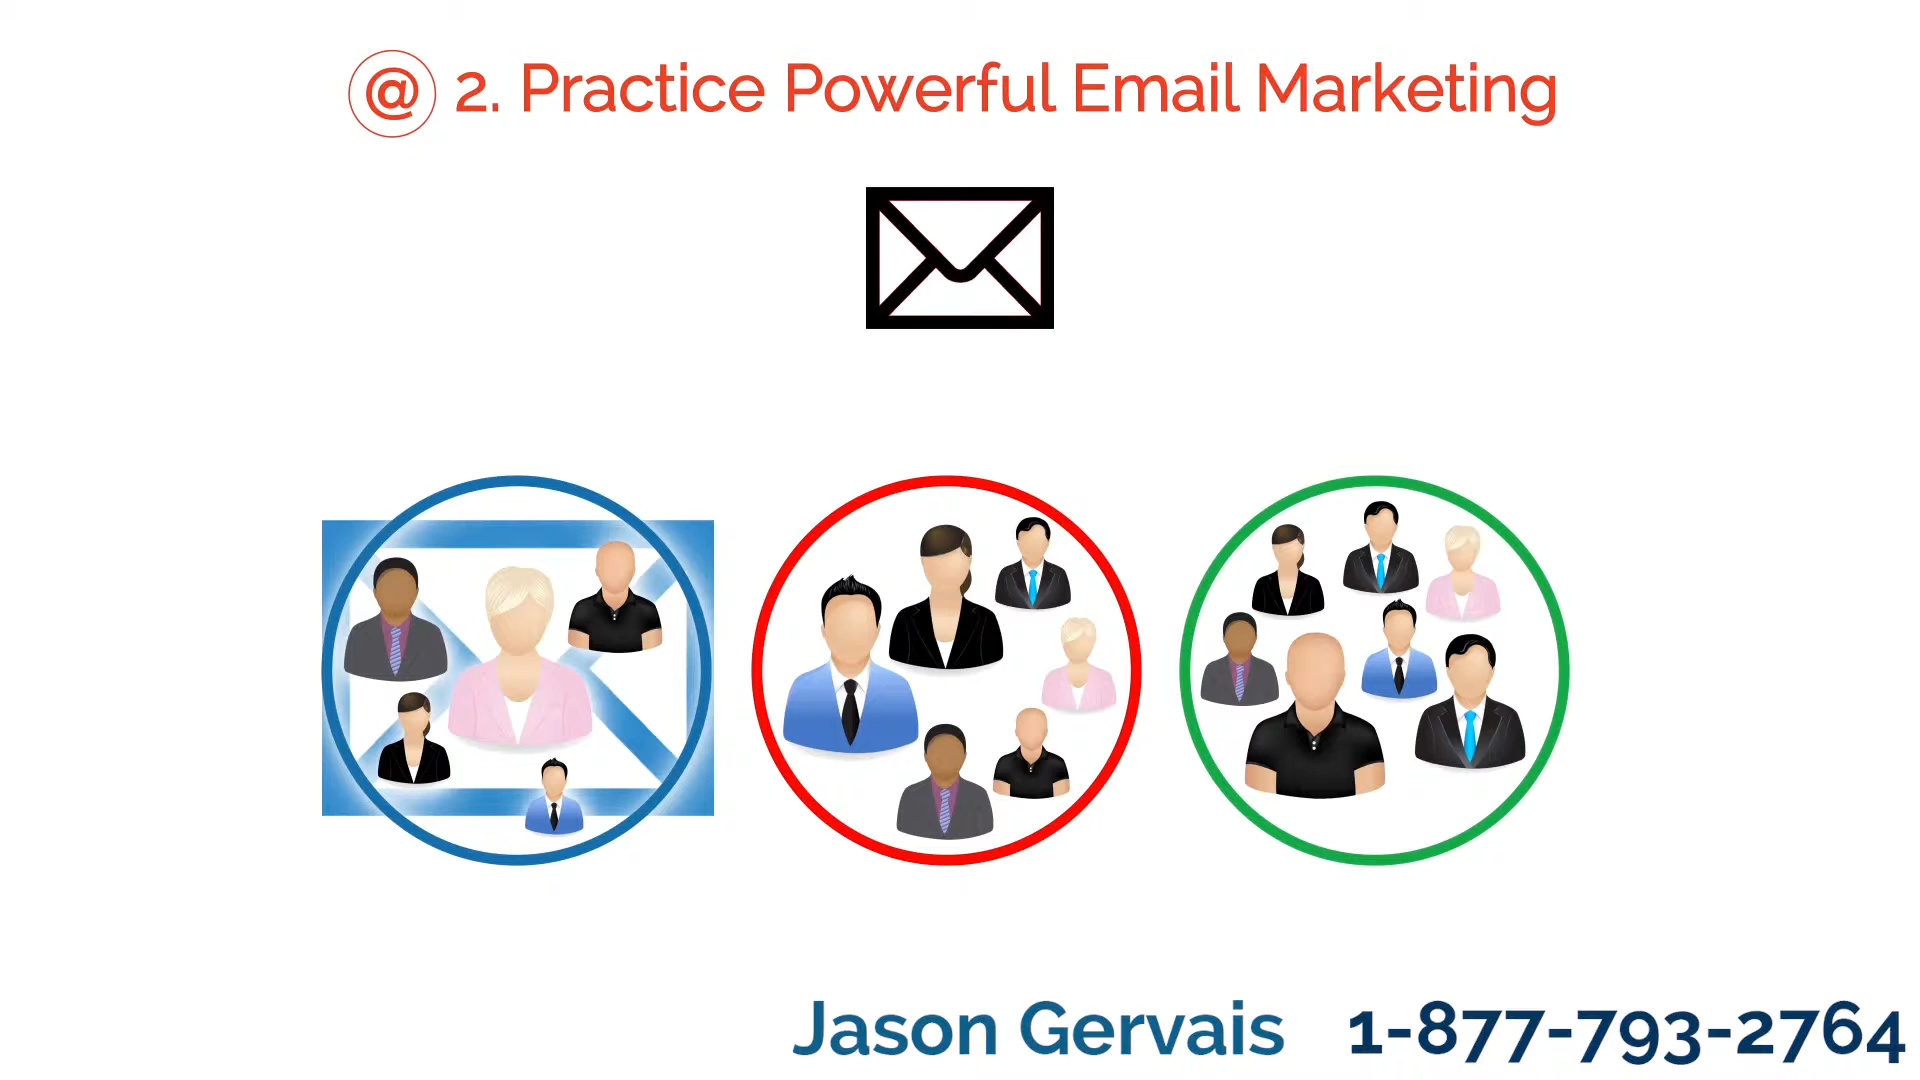 @ 2. Practice Powerful Email Marketing
Jason Gervais 1-877-793-2764